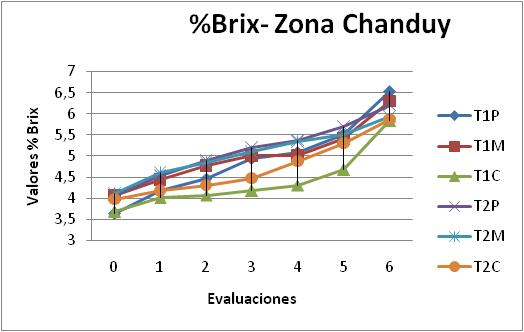 %Brix- Zona Chanduy
Valores % Brix
7
6,5
6
5,5
5
4,5
4
3,5
3
0 1 2 3 4 5 6
Evaluaciones
T1P
T1M
T1C
T2P
T2M
T2C